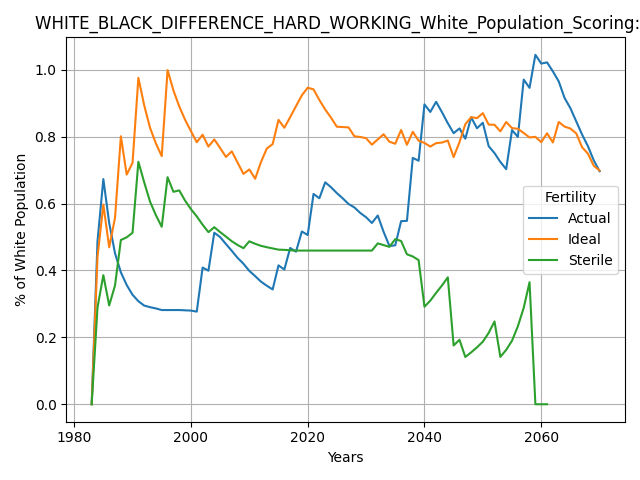 WHITE_BLACK_DIFFERENCE_HARD_WORKING_White_Population_Scoring:
% of White Population
1.0
0.8
0.6
0.4
0.2
0.0
Fertility
Actual
Ideal
Sterile
1980
2000
2020
2040
2060
Years